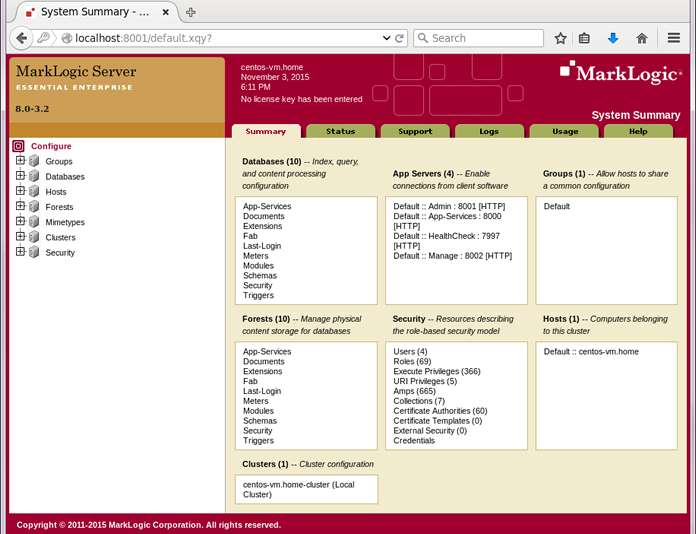 System Summary - ...
localhost:8001/default.xqy?
Search
MarkLogic Server
ESSENTIAL ENTERPRISE
8.0-3.2
centos-vm.home
November 3, 2015
6:11 PM
No license key has been entered
MarkLogic
System Summary
Summary
Status
Support
Logs
Usage
Help
Configure
Groups
Databases
Hosts
Forests
Mimetypes
Clusters
Security
Databases (10) -- Index, query,
and content processing
configuration
App-Services
Documents
Extensions
Fab
Last-Login
Meters
Modules
Schemas
Security
Triggers
App Servers (4) -- Enable
connections from client software
Default :: Admin : 8001 [HTTP]
Default :: App-Services : 8000
[HTTP]
Default :: HealthCheck : 7997
[HTTP]
Default :: Manage : 8002 [HTTP]
Groups (1) -- Allow hosts to share
a common configuration
Default
Forests (10) -- Manage physical
content storage for databases
App-Services
Documents
Extensions
Fab
Last-Login
Meters
Modules
Schemas
Security
Triggers
Security -- Resources describing
the role-based security model
Users (4)
Roles (69)
Execute Privileges (366)
URI Privileges (5)
Amps (665)
Collections (7)
Certificate Authorities (60)
Certificate Templates (0)
External Security (0)
Credentials
Hosts (1) -- Computers belonging
to this cluster
Default :: centos-vm.home
Clusters (1) -- Cluster configuration
centos-vm.home-cluster (Local
Cluster)
Copyright © 2011-2015 MarkLogic Corporation. All rights reserved.